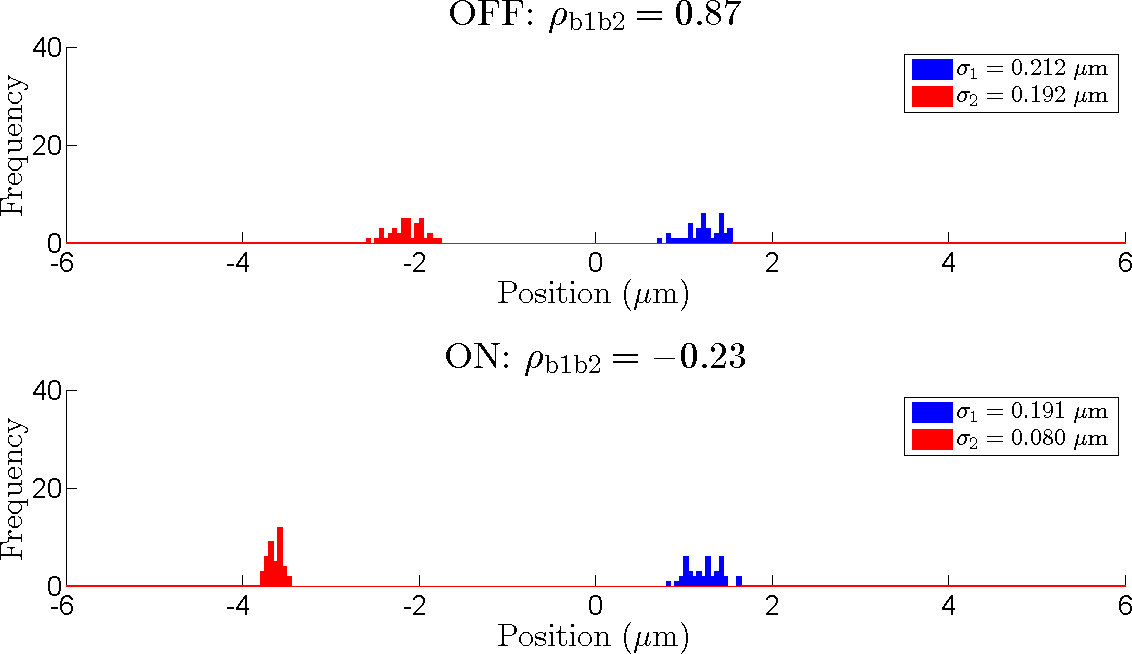 OFF: ρb1b2 = 0.87
40
20
0
Frequency
σ1 = 0.212 μm
σ2 = 0.192 μm
-6 -4 -2 0 2 4 6
Position (μm)
ON: ρb1b2 = −0.23
40
20
0
Frequency
σ1 = 0.191 μm
σ2 = 0.080 μm
-6 -4 -2 0 2 4 6
Position (μm)